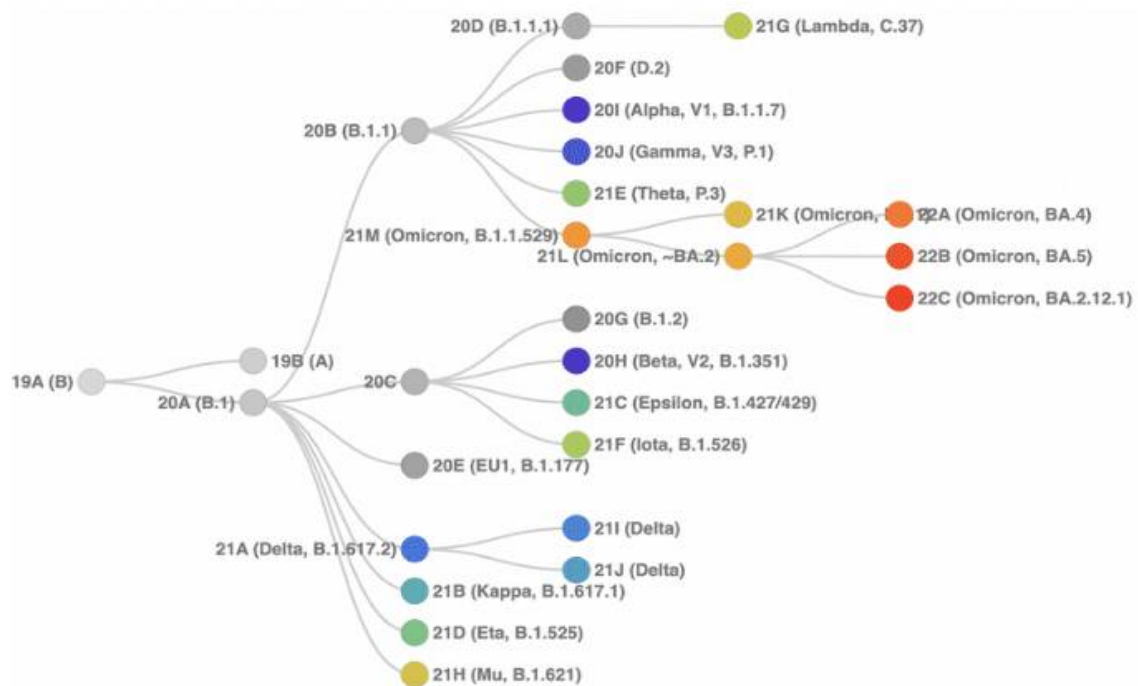 20D (B.1.1.1)
21G (Lambda, C.37)
20F (D.2)
20I (Alpha, V1, B.1.1.7)
20B (B.1.1)
20J (Gamma, V3, P.1)
21E (Theta, P.3)
21K (Omicron,
22A (Omicron, BA.4)
21M (Omicron, B.1.1.529)
21L (Omicron, ~BA.2)
22B (Omicron, BA.5)
22C (Omicron, BA.2.12.1)
20G (B.1.2)
19B (A)
20H (Beta, V2, B.1.351)
19A (B)
20C
20A (B.1)
21C (Epsilon, B.1.427/429)
21F (Iota, B.1.526)
20E (EU1, B.1.177)
21I (Delta)
21A (Delta, B.1.617.2)
21J (Delta)
21B (Kappa, B.1.617.1)
21D (Eta, B.1.525)
21H (Mu, B.1.621)